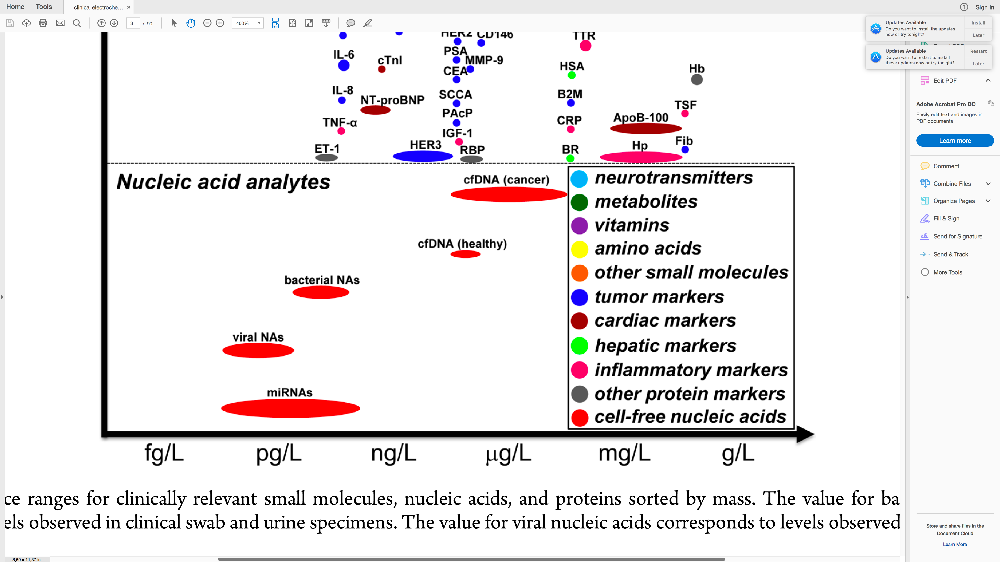 Home
Tools
clinical electroche... ×
? Sign In
3 / 90
400%
Updates Available
Do you want to install the updates
now or try tonight?
Install
Later
Updates Available
Do you want to restart to install
these updates now or try tonight?
Restart
Later
HER2 CD146
TTR
IL-6
cTnI
PSA
MMP-9
CEA
HSA
Hb
IL-8
NT-proBNP
SCCA
B2M
TSF
PAcP
TNF-α
IGF-1
CRP
ApoB-100
ET-1
HER3
RBP
BR
Hp
Fib
Nucleic acid analytes
cfDNA (cancer)
cfDNA (healthy)
bacterial NAs
viral NAs
miRNAs
neurotransmitters
metabolites
vitamins
amino acids
other small molecules
tumor markers
cardiac markers
hepatic markers
inflammatory markers
other protein markers
cell-free nucleic acids
fg/L pg/L ng/L μg/L mg/L g/L
ce ranges for clinically relevant small molecules, nucleic acids, and proteins sorted by mass. The value for ba
els observed in clinical swab and urine specimens. The value for viral nucleic acids corresponds to levels observed
Edit PDF
Adobe Acrobat Pro DC
Easily edit text and images in
PDF documents
Learn more
Comment
Combine Files
Organize Pages
Fill & Sign
Send for Signature
Send & Track
More Tools
Store and share files in the
Document Cloud
Learn More
8,69 x 11,37 in